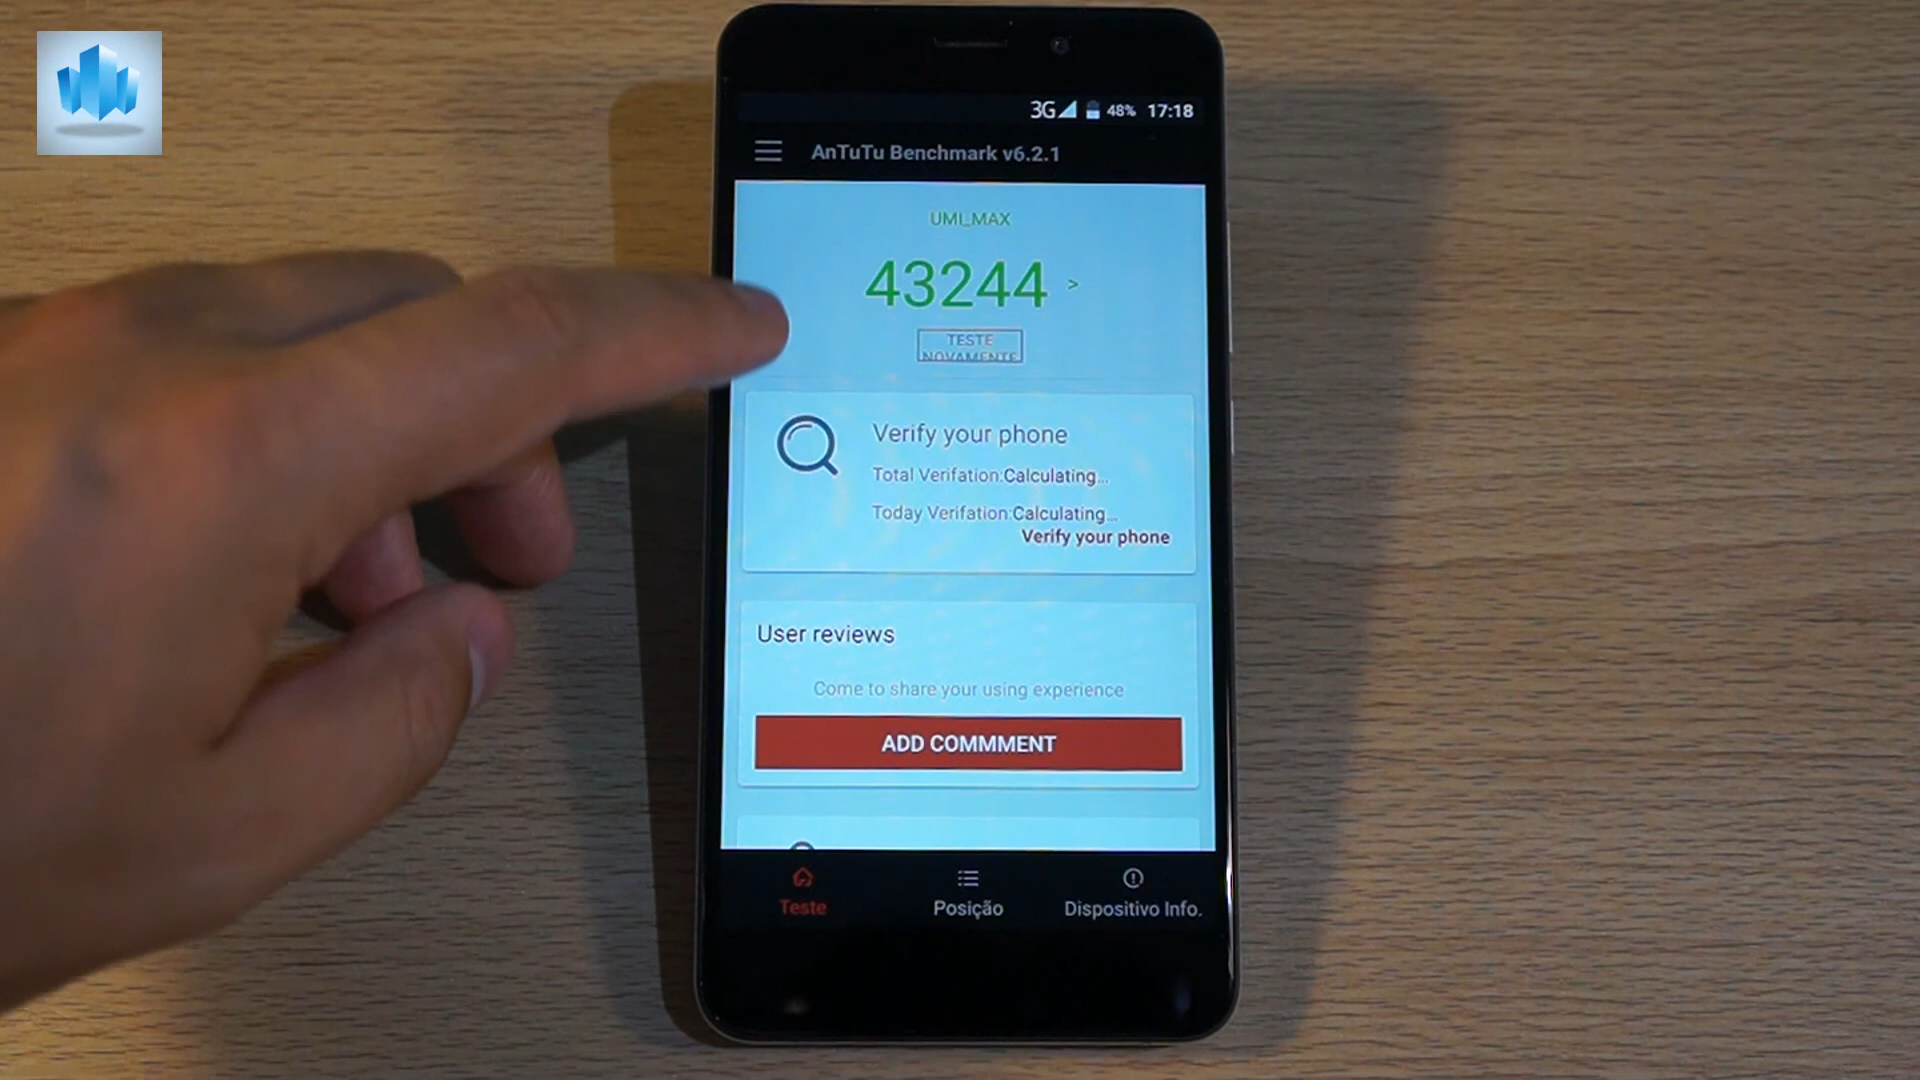 3G 48% 17:18
AnTuTu Benchmark v6.2.1
UMI_MAX
43244 >
TESTE
NOVAMENTE
Verify your phone
Total Verifation:Calculating...
Today Verifation:Calculating...
Verify your phone
User reviews
Come to share your using experience
ADD COMMMENT
Teste Posição Dispositivo Info.